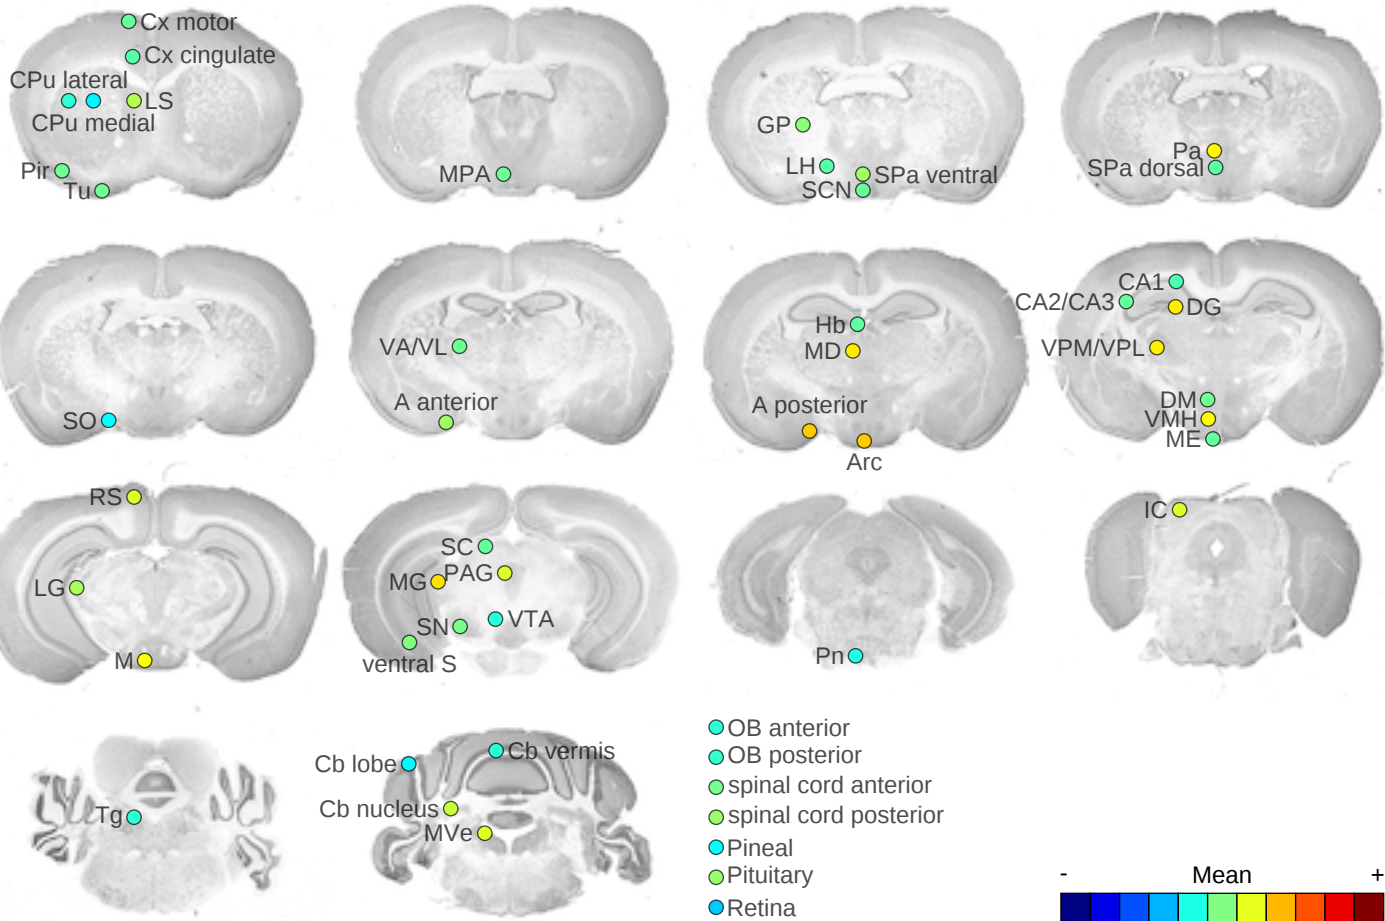 Cx motor
Cx cingulate
CPu lateral
LS
CPu medial
Pir
Tu
MPA
GP
LH
SPa ventral
SCN
Pa
SPa dorsal
SO
VA/VL
A anterior
Hb
MD
A posterior
Arc
CA1
CA2/CA3
DG
VPM/VPL
DM
VMH
ME
RS
LG
M
SC
MG
PAG
SN
VTA
ventral S
Pn
IC
Tg
Cb lobe
Cb vermis
Cb nucleus
MVe
OB anterior
OB posterior
spinal cord anterior
spinal cord posterior
Pineal
Pituitary
Retina
- Mean +